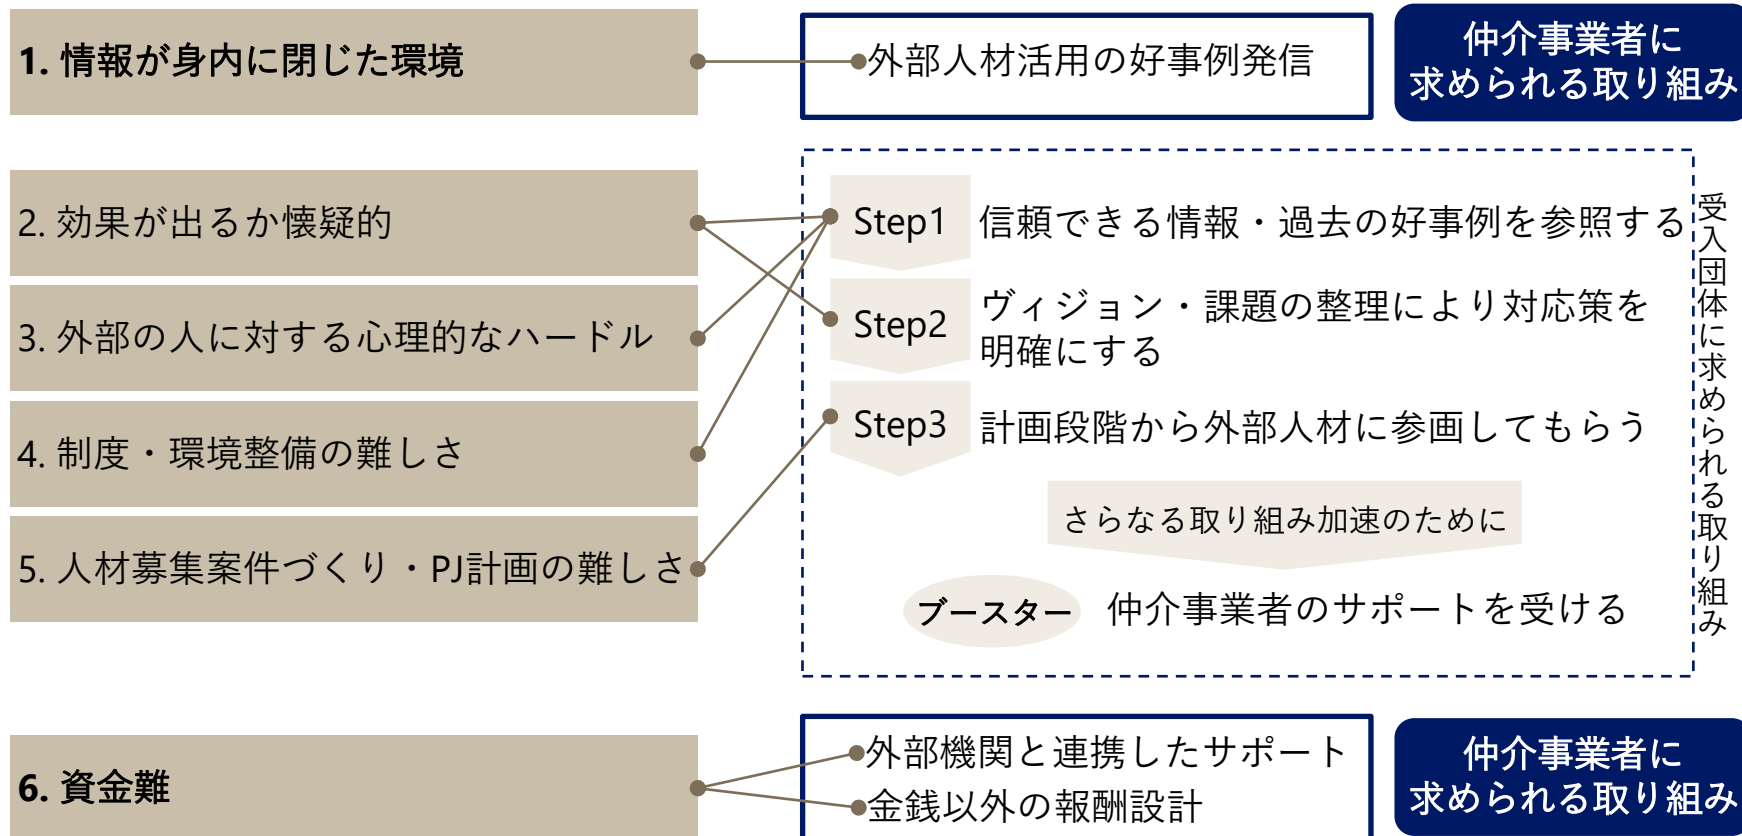 1. 情報が身内に閉じた環境
外部人材活用の好事例発信
仲介事業者に
求められる取り組み
2. 効果が出るか懐疑的
3. 外部の人に対する心理的なハードル
4. 制度・環境整備の難しさ
5. 人材募集案件づくり・PJ計画の難しさ
Step1
信頼できる情報・過去の好事例を参照する
Step2
ヴィジョン・課題の整理により対応策を
明確にする
Step3
計画段階から外部人材に参画してもらう
さらなる取り組み加速のために
ブースター
仲介事業者のサポートを受ける
受入団体に求められる取り組み
6. 資金難
外部機関と連携したサポート
金銭以外の報酬設計
仲介事業者に
求められる取り組み